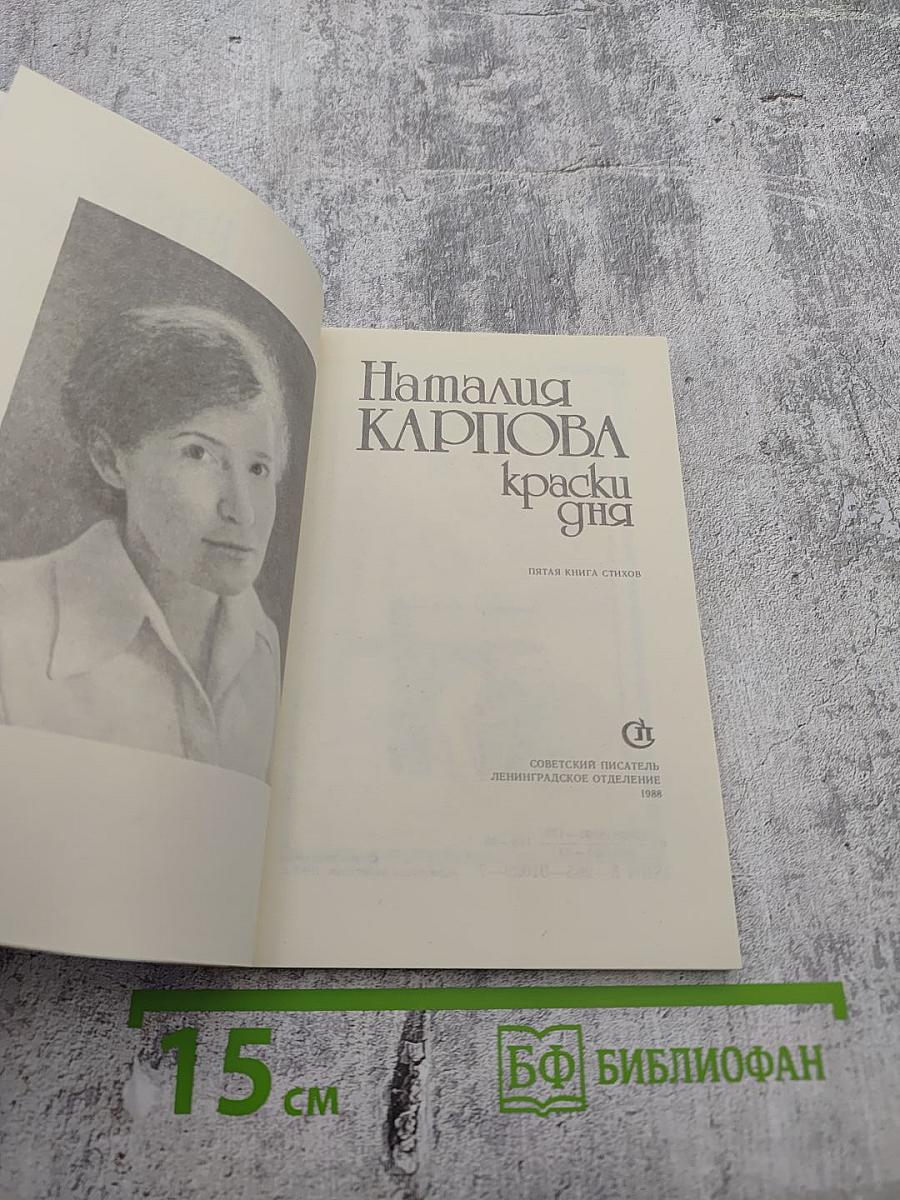 Наталия
КАРПОВА
краски
дня
ПЯТАЯ КНИГА СТИХОВ
СП
СОВЕТСКИЙ ПИСАТЕЛЬ
ЛЕНИНГРАДСКОЕ ОТДЕЛЕНИЕ
1988
15 см
БФ БИБЛИОФАН